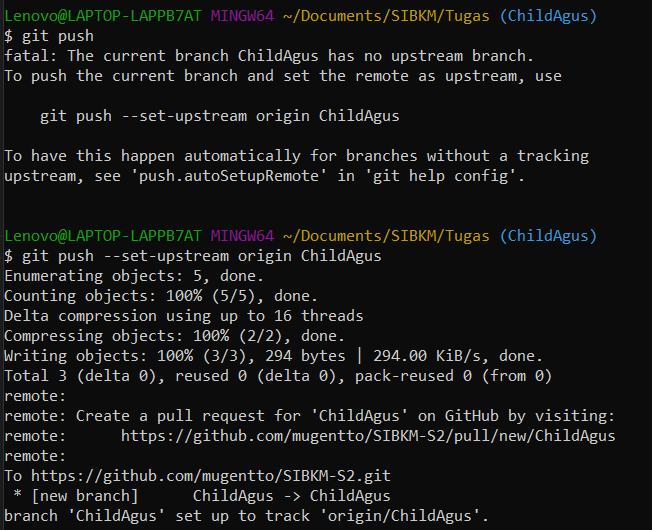 Lenovo@LAPTOP-LAPPB7AT MINGW64 ~/Documents/SIBKM/Tugas (ChildAgus)
$ git push
fatal: The current branch ChildAgus has no upstream branch.
To push the current branch and set the remote as upstream, use

    git push --set-upstream origin ChildAgus

To have this happen automatically for branches without a tracking
upstream, see 'push.autoSetupRemote' in 'git help config'.


Lenovo@LAPTOP-LAPPB7AT MINGW64 ~/Documents/SIBKM/Tugas (ChildAgus)
$ git push --set-upstream origin ChildAgus
Enumerating objects: 5, done.
Counting objects: 100% (5/5), done.
Delta compression using up to 16 threads
Compressing objects: 100% (2/2), done.
Writing objects: 100% (3/3), 294 bytes | 294.00 KiB/s, done.
Total 3 (delta 0), reused 0 (delta 0), pack-reused 0 (from 0)
remote:
remote: Create a pull request for 'ChildAgus' on GitHub by visiting:
remote:      https://github.com/mugentto/SIBKM-S2/pull/new/ChildAgus
remote:
To https://github.com/mugentto/SIBKM-S2.git
 * [new branch]      ChildAgus -> ChildAgus
branch 'ChildAgus' set up to track 'origin/ChildAgus'.